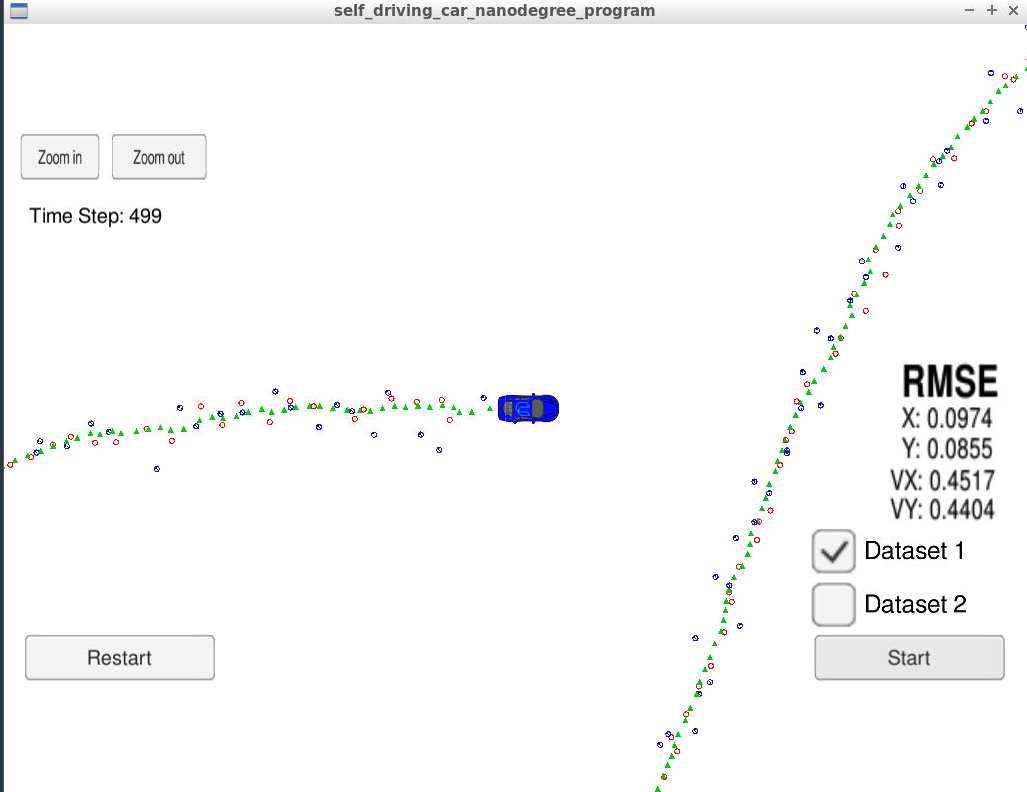 self_driving_car_nanodegree_program
Zoom in
Zoom out
Time Step: 499
RMSE
X: 0.0974
Y: 0.0855
VX: 0.4517
VY: 0.4404
Dataset 1
Dataset 2
Restart
Start